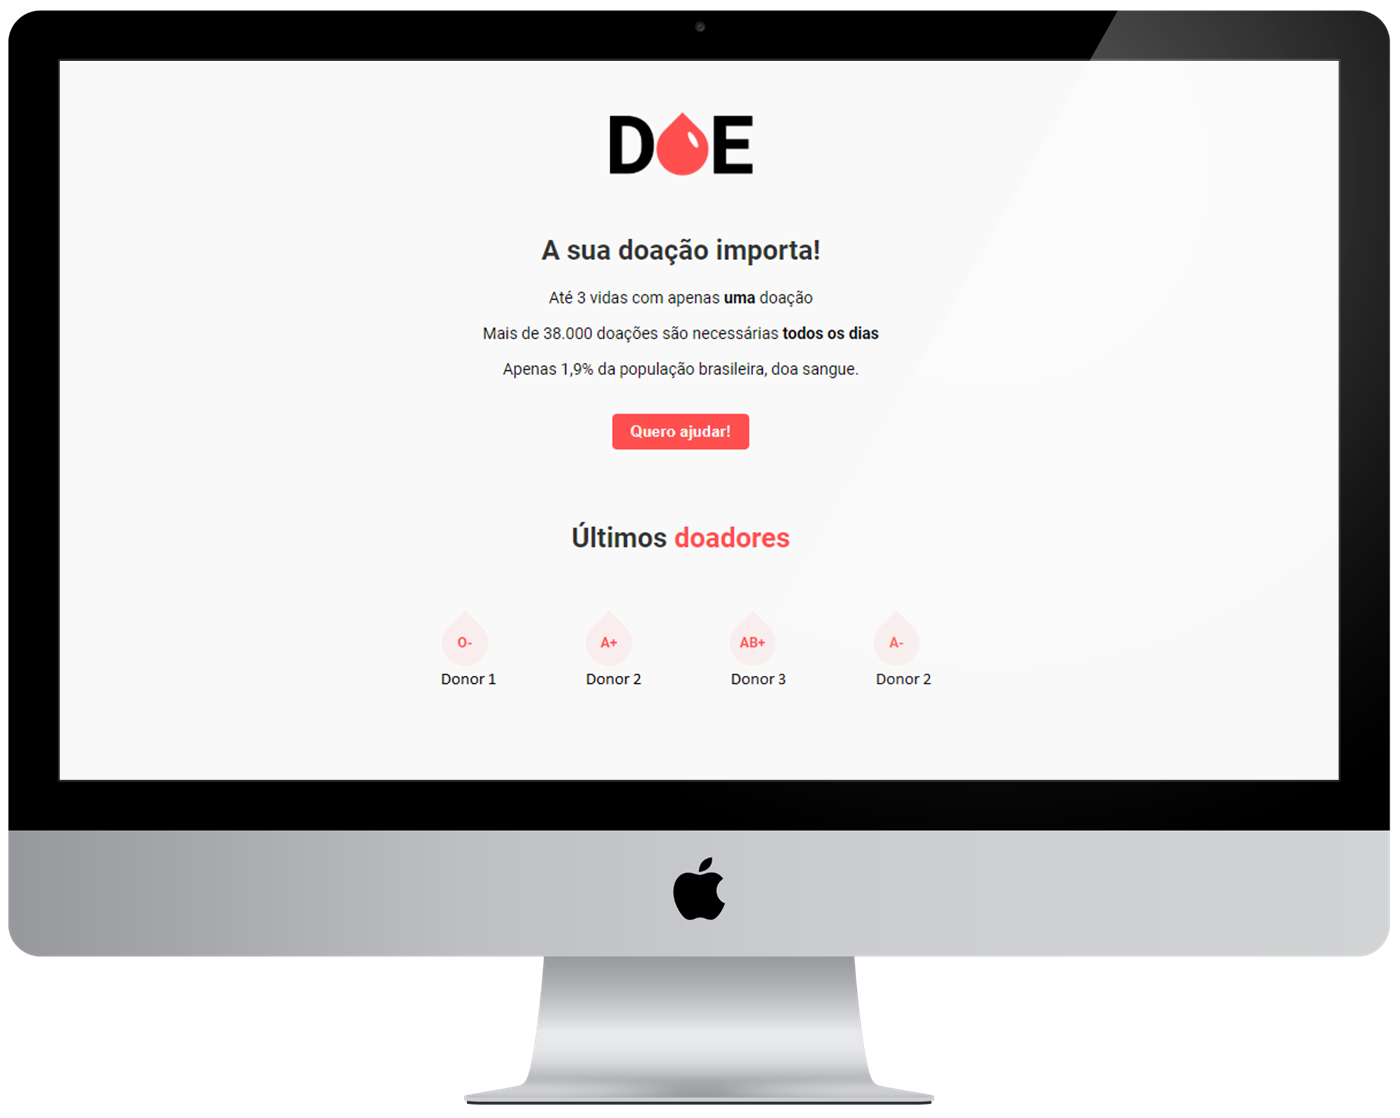 DOE
A sua doação importa!
Até 3 vidas com apenas uma doação
Mais de 38.000 doações são necessárias todos os dias
Apenas 1,9% da população brasileira, doa sangue.
Quero ajudar!
Últimos doadores
O- A+ AB+ A-
Donor 1 Donor 2 Donor 3 Donor 2